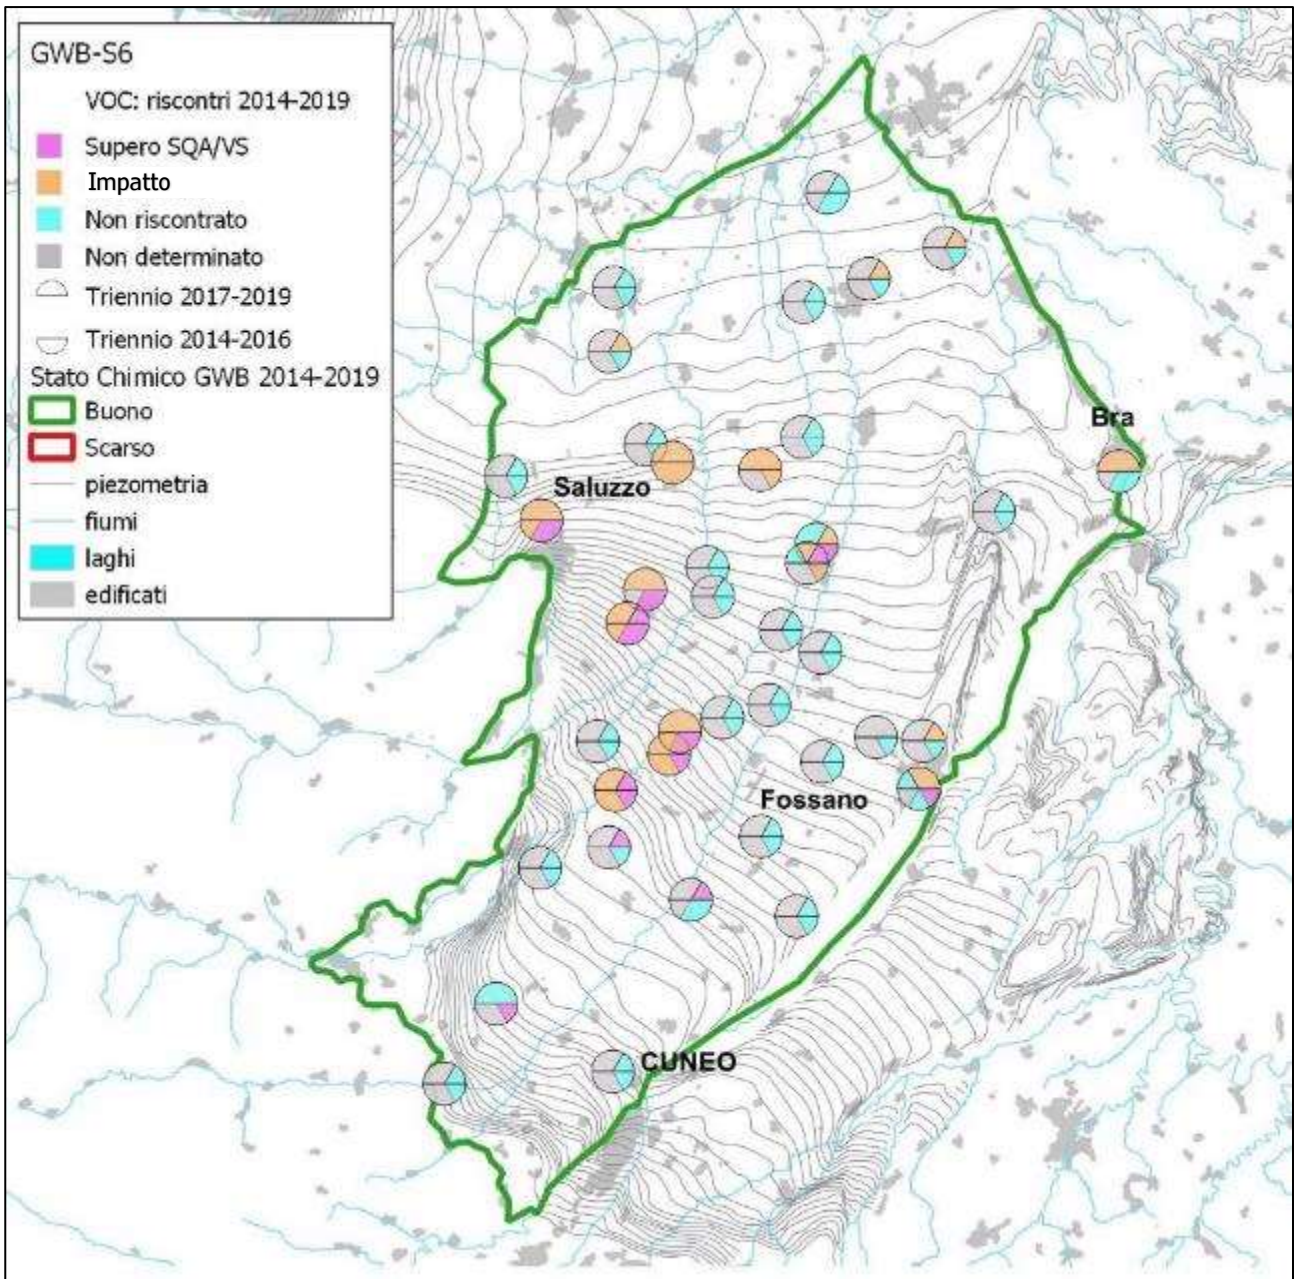 GWB-S6
VOC: riscontri 2014-2019
Supero SQA/VS
Impatto
Non riscontrato
Non determinato
Triennio 2017-2019
Triennio 2014-2016
Stato Chimico GWB 2014-2019
Buono
Scarso
piezometria
fiumi
laghi
edificati
Bra
Saluzzo
Fossano
CUNEO